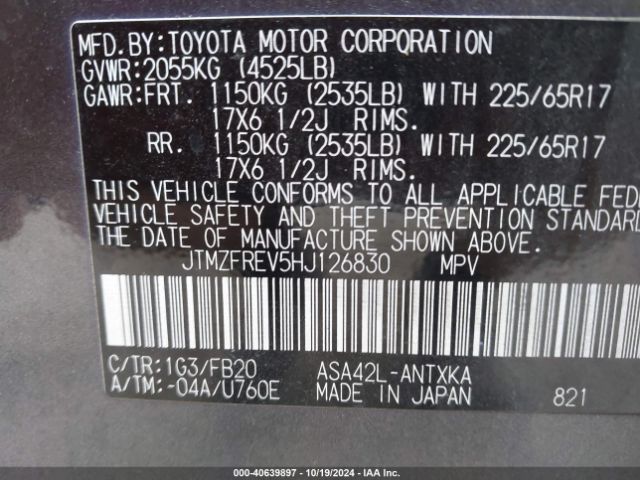 MFD.BY:TOYOTA MOTOR CORPORATION
GVWR:2055KG (4525LB)
GAWR:FRT. 1150KG (2535LB) WITH 225/65R17
17X6 1/2J RIMS.
RR. 1150KG (2535LB) WITH 225/65R17
17X6 1/2J RIMS.
THIS VEHICLE CONFORMS TO ALL APPLICABLE FEDE
VEHICLE SAFETY AND THEFT PREVENTION STANDARD
THE DATE OF MANUFACTURE SHOWN ABOVE.
JTMZFREV5HJ126830 MPV
C/TR:1G3/FB20 ASA42L-ANTXKA
A/TM:-04A/U760E MADE IN JAPAN 821
000-40639897 - 10/19/2024 - IAAI.COM